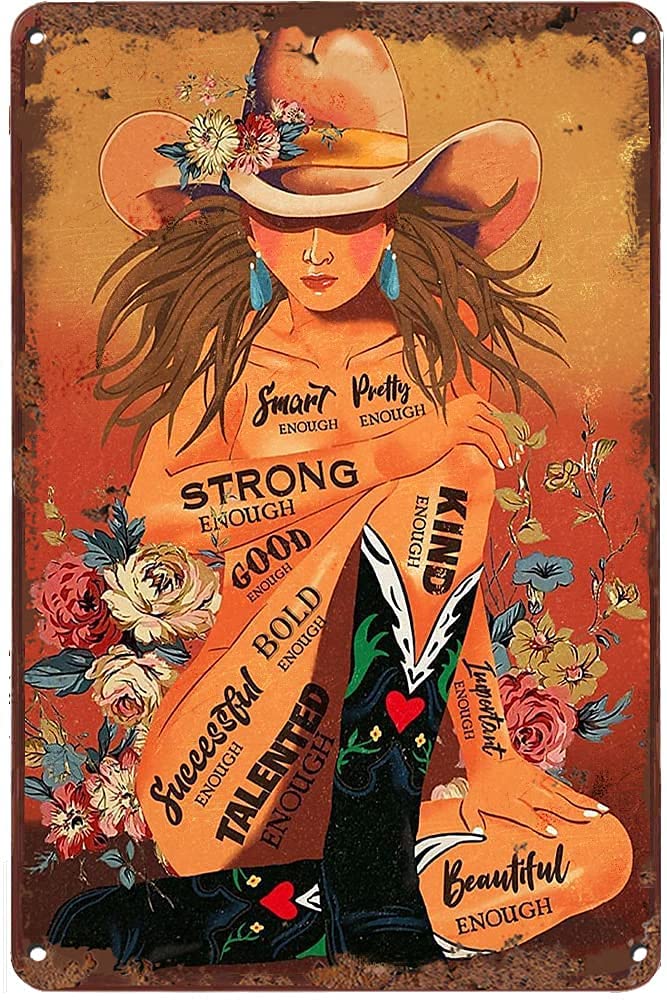 Smart
ENOUGH
Pretty
ENOUGH
STRONG
ENOUGH
KIND
ENOUGH
GOOD
ENOUGH
BOLD
ENOUGH
Successful
ENOUGH
TALENTED
ENOUGH
Important
ENOUGH
Beautiful
ENOUGH